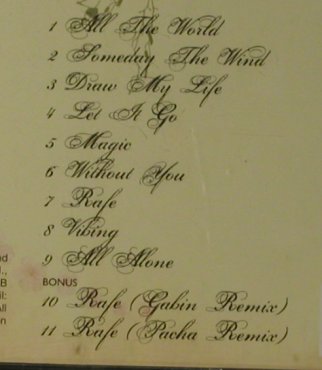 1 All The World
2 Someday The Wind
3 Draw My Life
4 Let It Go
5 Magic
6 Without You
7 Rafe
8 Vibing
9 All Alone
BONUS
10 Rafe (Gabin Remix)
11 Rafe (Pacha Remix)